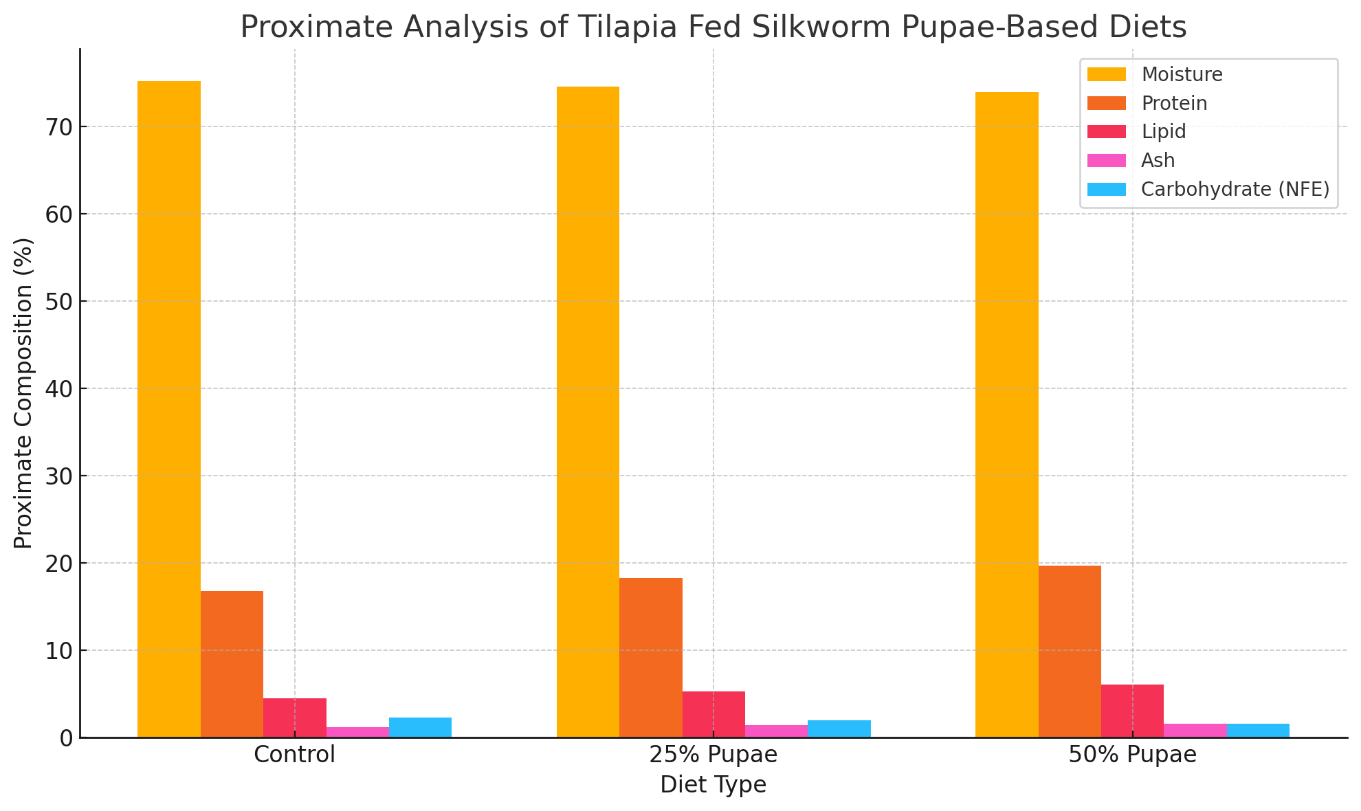 Proximate Analysis of Tilapia Fed Silkworm Pupae-Based Diets
Moisture
Protein
Lipid
Ash
Carbohydrate (NFE)
Proximate Composition (%)
70
60
50
40
30
20
10
0
Control
25% Pupae
50% Pupae
Diet Type